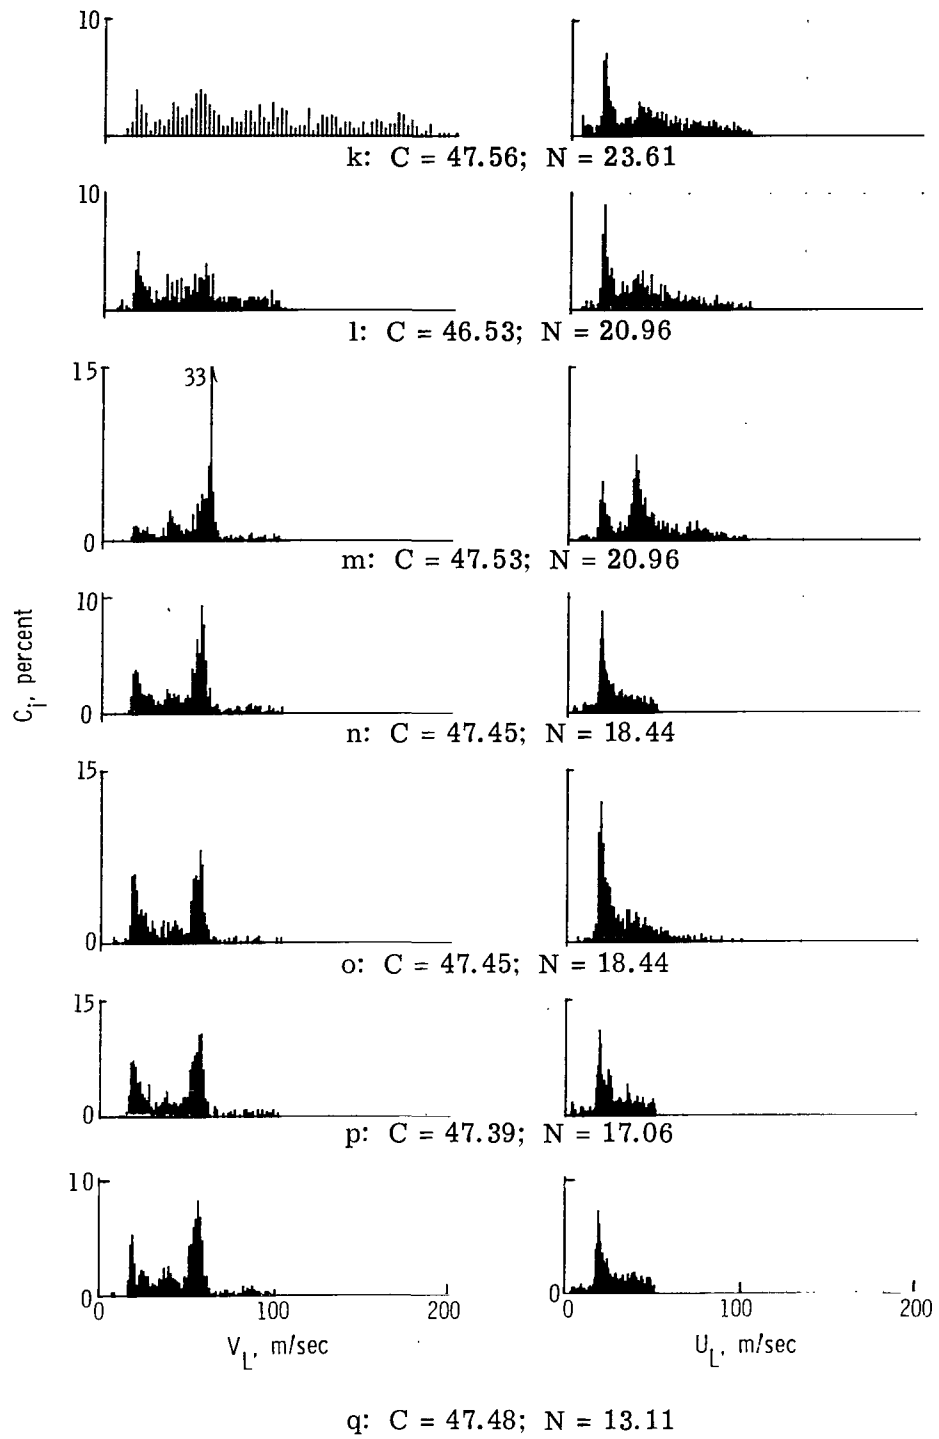 10
k: C = 47.56; N = 23.61
10
l: C = 46.53; N = 20.96
15
33
0
m: C = 47.53; N = 20.96
10
0
n: C = 47.45; N = 18.44
C_i, percent
15
0
o: C = 47.45; N = 18.44
15
0
p: C = 47.39; N = 17.06
10
0 0
0 100 200 0 100 200
V_L, m/sec U_L, m/sec
q: C = 47.48; N = 13.11